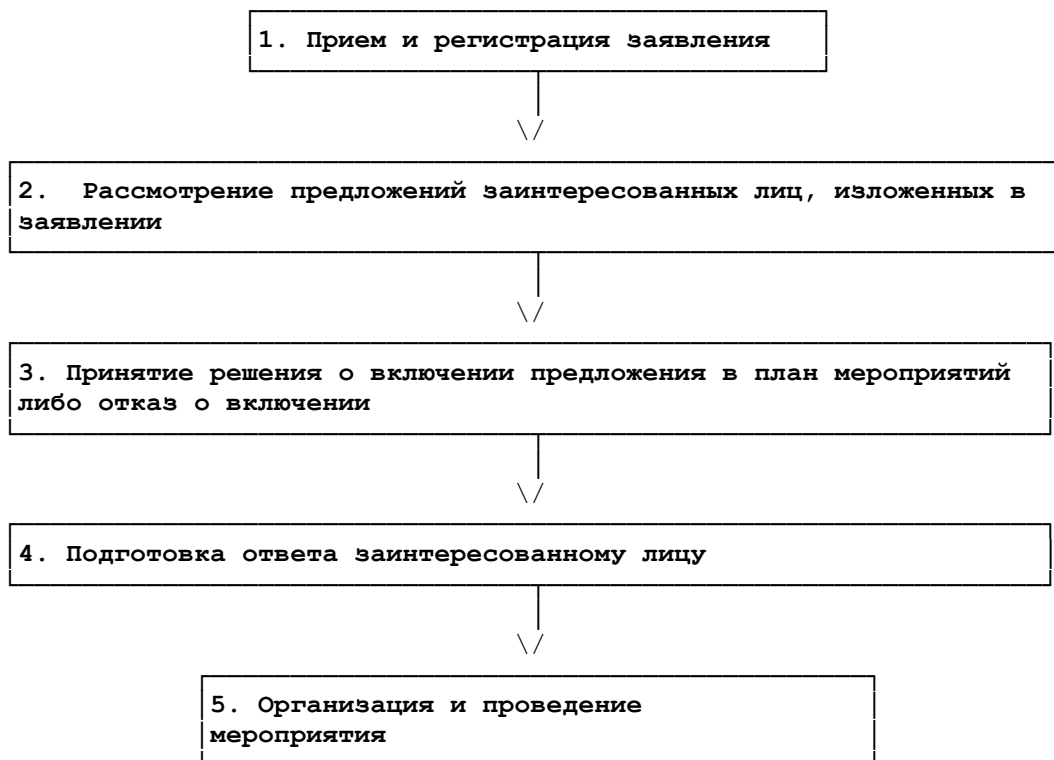 1. Прием и регистрация заявления
2. Рассмотрение предложений заинтересованных лиц, изложенных в
заявлении
3. Принятие решения о включении предложения в план мероприятий
либо отказ о включении
4. Подготовка ответа заинтересованному лицу
5. Организация и проведение
мероприятия